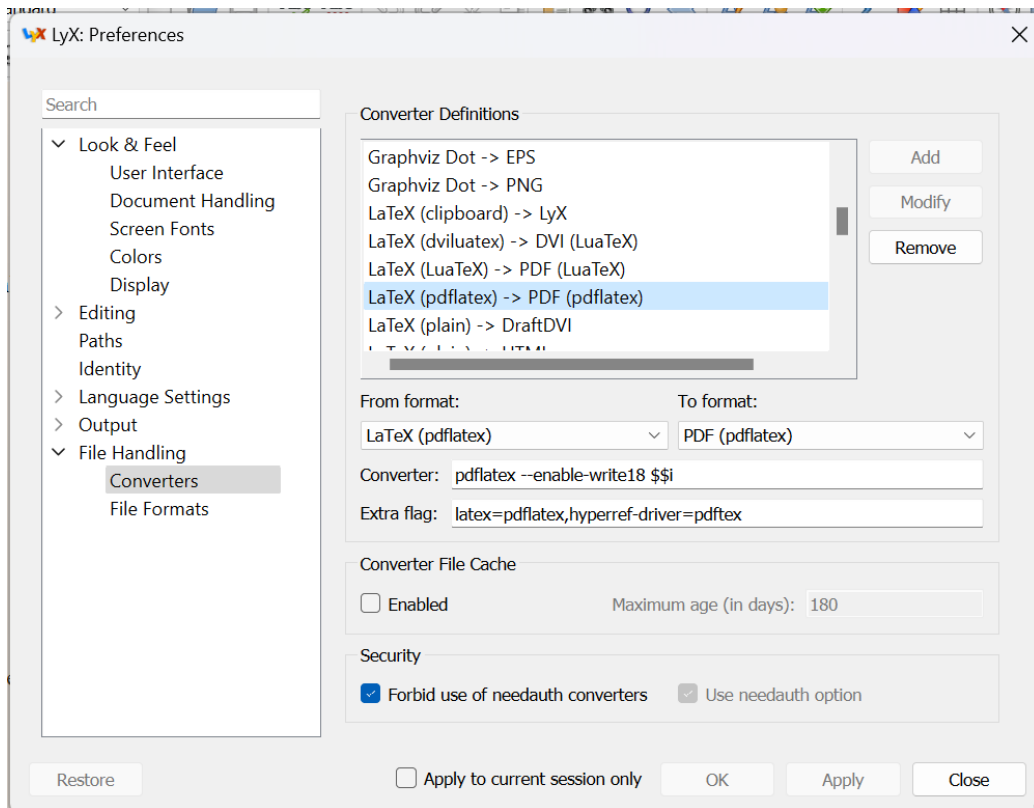 LyX: Preferences
Search
Look & Feel
User Interface
Document Handling
Screen Fonts
Colors
Display
Editing
Paths
Identity
Language Settings
Output
File Handling
Converters
File Formats
Converter Definitions
Graphviz Dot -> EPS
Graphviz Dot -> PNG
LaTeX (clipboard) -> LyX
LaTeX (dviluatex) -> DVI (LuaTeX)
LaTeX (LuaTeX) -> PDF (LuaTeX)
LaTeX (pdflatex) -> PDF (pdflatex)
LaTeX (plain) -> DraftDVI
Add
Modify
Remove
From format: To format:
LaTeX (pdflatex) PDF (pdflatex)
Converter: pdflatex --enable-write18 $$i
Extra flag: latex=pdflatex,hyperref-driver=pdftex
Converter File Cache
Enabled Maximum age (in days): 180
Security
Forbid use of needauth converters Use needauth option
Restore Apply to current session only OK Apply Close